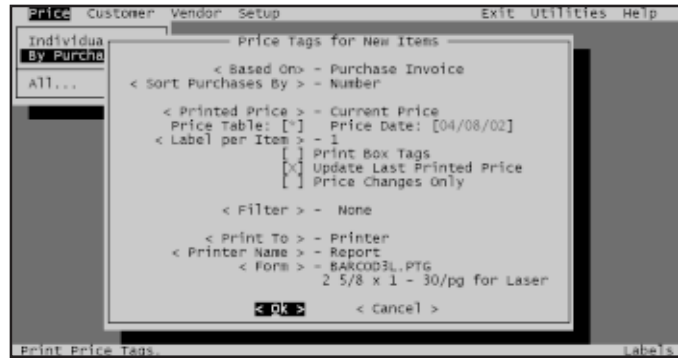 Price Customer Vendor Setup Exit Utilities Help
Individua
By Purcha
All...
Price Tags for New Items
< Based On> - Purchase Invoice
< Sort Purchases By > - Number
< Printed Price > - Current Price
Price Table: [*] Price Date: [04/08/02]
< Label per Item > - 1
[ ] Print Box Tags
[X] Update Last Printed Price
[ ] Price Changes Only
< Filter > - None
< Print To > - Printer
< Printer Name > - Report
< Form > - BARCOD3L.PTG
2 5/8 x 1 - 30/pg for Laser
< Ok > < Cancel >
Print Price Tags. Labels